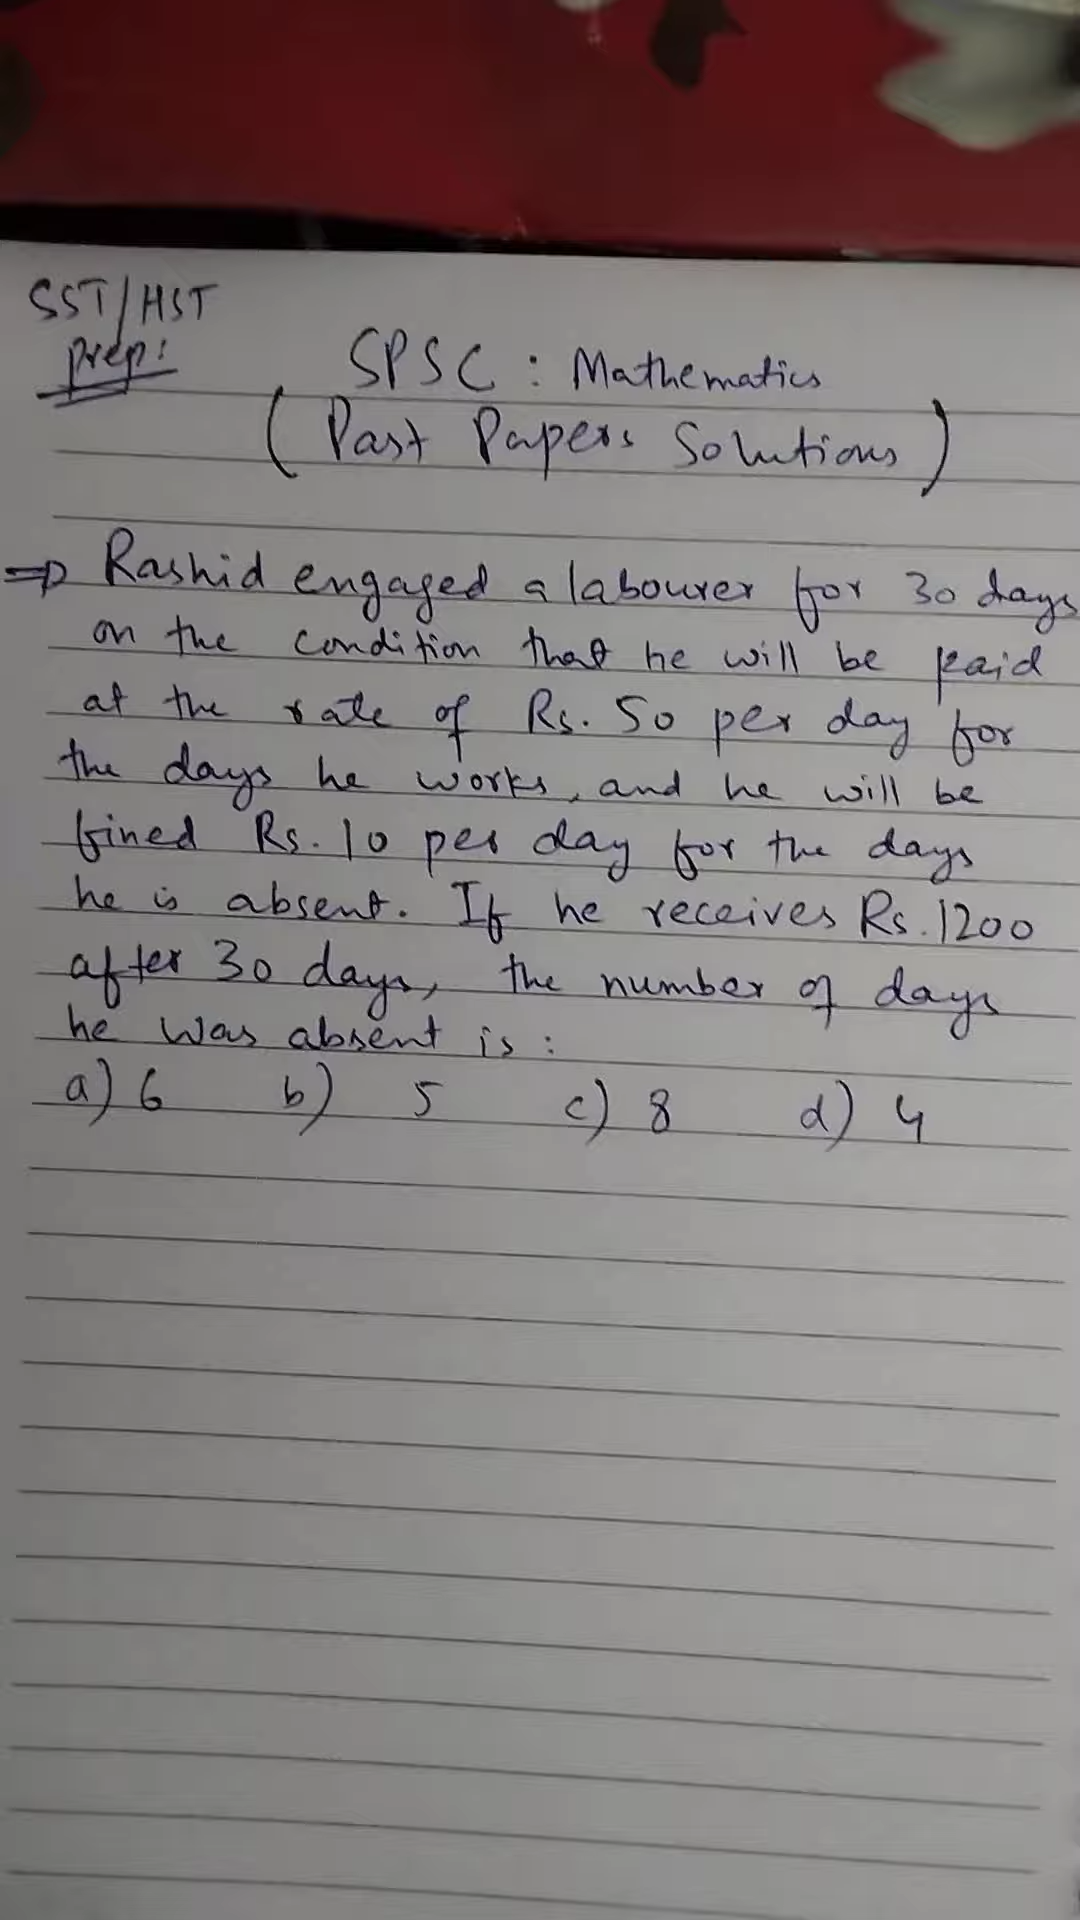 SST/HST
prep:
SPSC : Mathematics
( Past Papers Solutions )
⇒ Rashid engaged a labourer for 30 days
on the condition that he will be paid
at the rate of Rs. 50 per day for
the days he works, and he will be
fined Rs. 10 per day for the days
he is absent. If he receives Rs. 1200
after 30 days, the number of days
he was absent is :
a) 6 b) 5 c) 8 d) 4